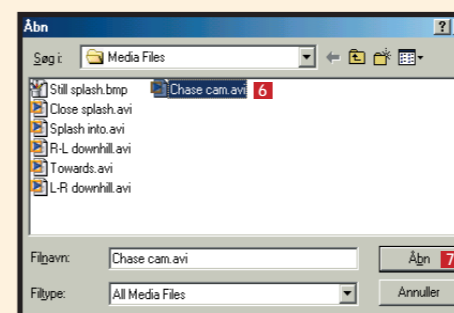 Åbn
Søg i: Media Files
Still splash.bmp
Close splash.avi
Splash into.avi
R-L downhill.avi
Towards.avi
L-R downhill.avi
Chase cam.avi 6
Filnavn: Chase cam.avi Åbn 7
Filtype: All Media Files Annuller